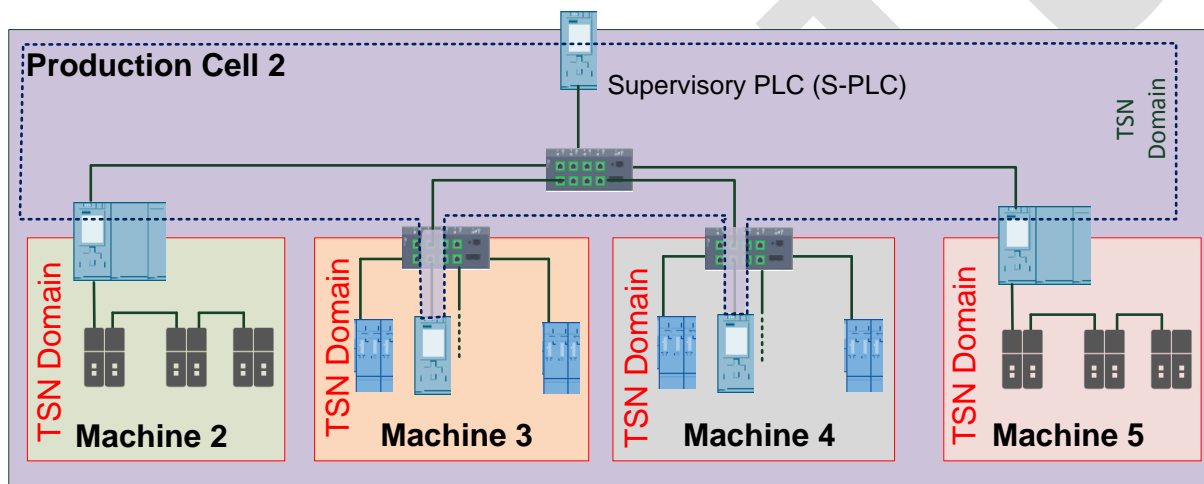 Production Cell 2
Supervisory PLC (S-PLC)
TSN
Domain
TSN Domain
Machine 2
TSN Domain
Machine 3
TSN Domain
Machine 4
TSN Domain
Machine 5